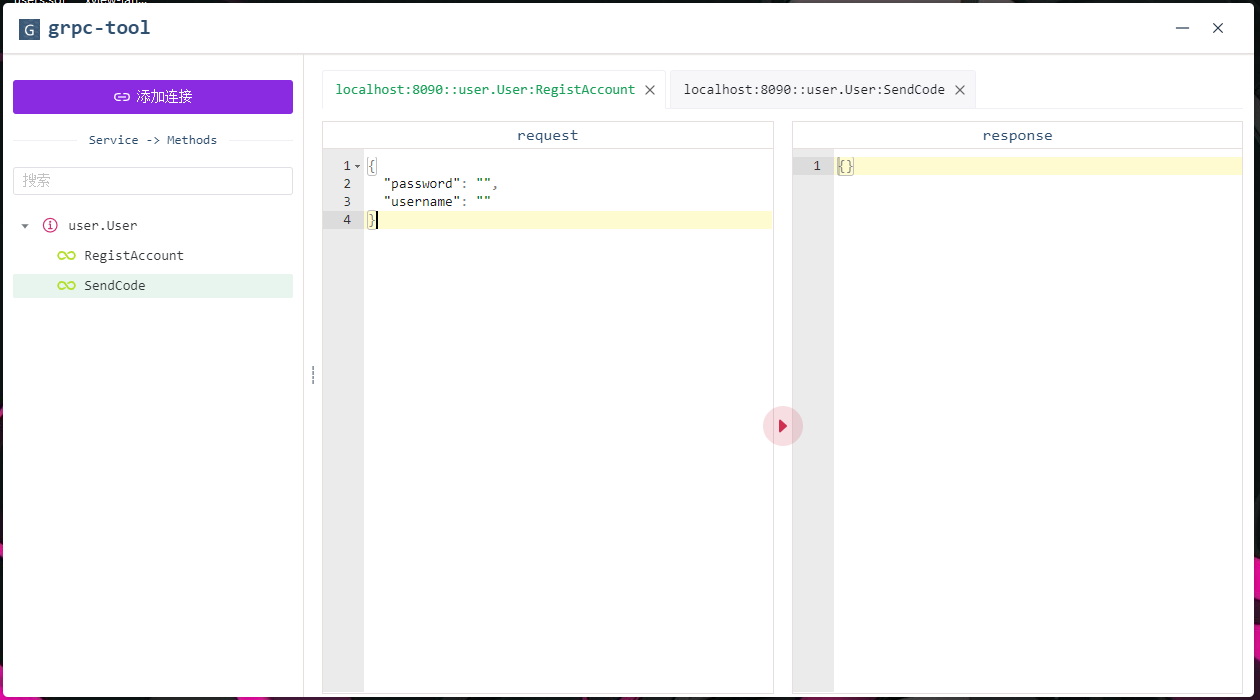 G grpc-tool
添加连接
Service -> Methods
搜索
user.User
RegistAccount
SendCode
localhost:8090::user.User:RegistAccount
localhost:8090::user.User:SendCode
request
1 {
2 "password": "",
3 "username": ""
4 }
response
1 {}